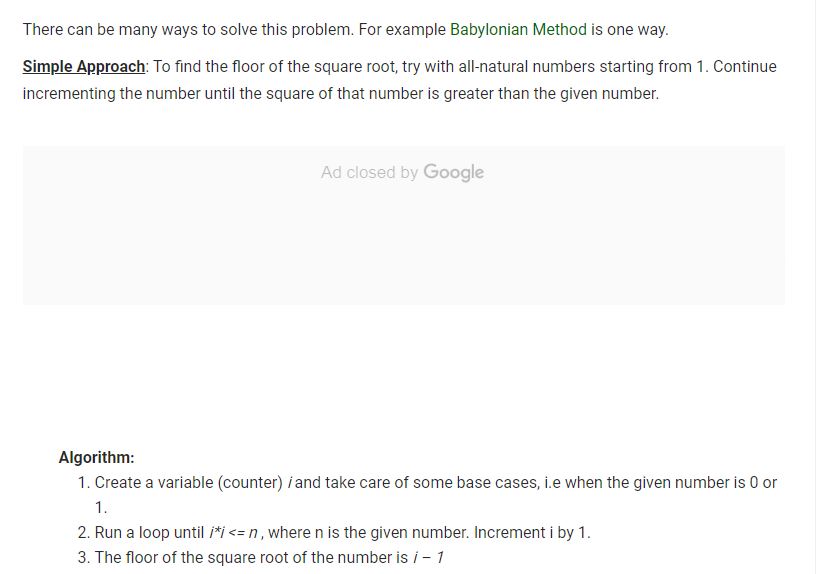 There can be many ways to solve this problem. For example Babylonian Method is one way.
Simple Approach: To find the floor of the square root, try with all-natural numbers starting from 1. Continue
incrementing the number until the square of that number is greater than the given number.
Ad closed by Google
Algorithm:
1. Create a variable (counter) i and take care of some base cases, i.e when the given number is 0 or
1.
2. Run a loop until i*i <= n , where n is the given number. Increment i by 1.
3. The floor of the square root of the number is i – 1